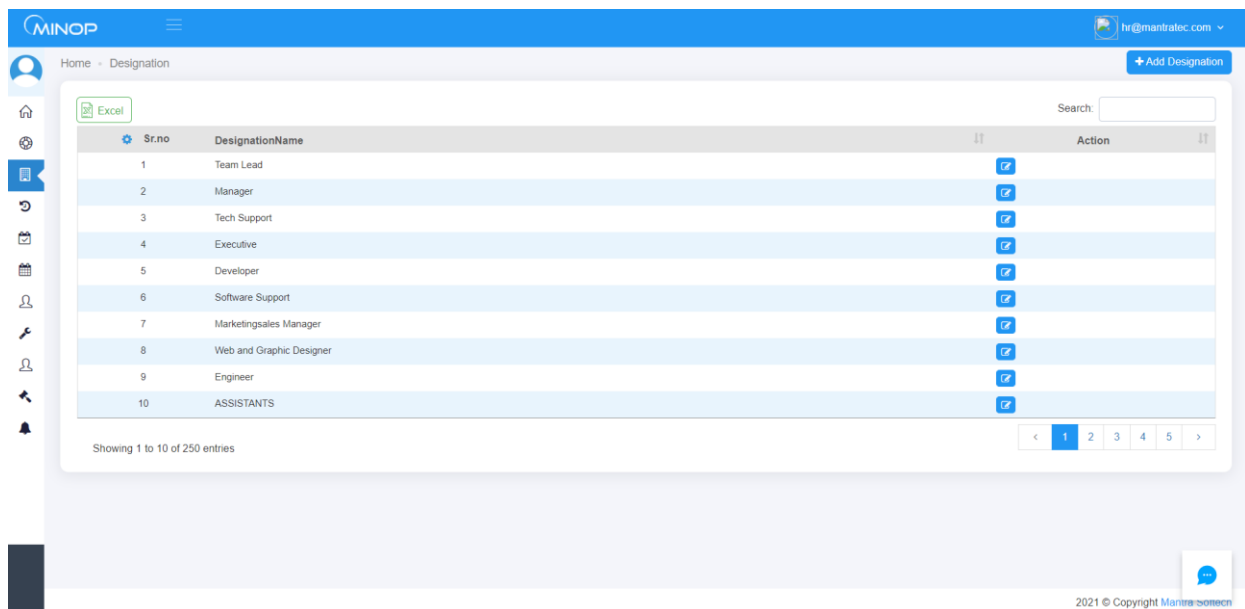 MINOP
hr@mantratec.com
Home Designation
+ Add Designation
Excel
Search:
Sr.no DesignationName Action
1 Team Lead
2 Manager
3 Tech Support
4 Executive
5 Developer
6 Software Support
7 Marketingsales Manager
8 Web and Graphic Designer
9 Engineer
10 ASSISTANTS
< 1 2 3 4 5 >
Showing 1 to 10 of 250 entries
2021 © Copyright Mantra Softech